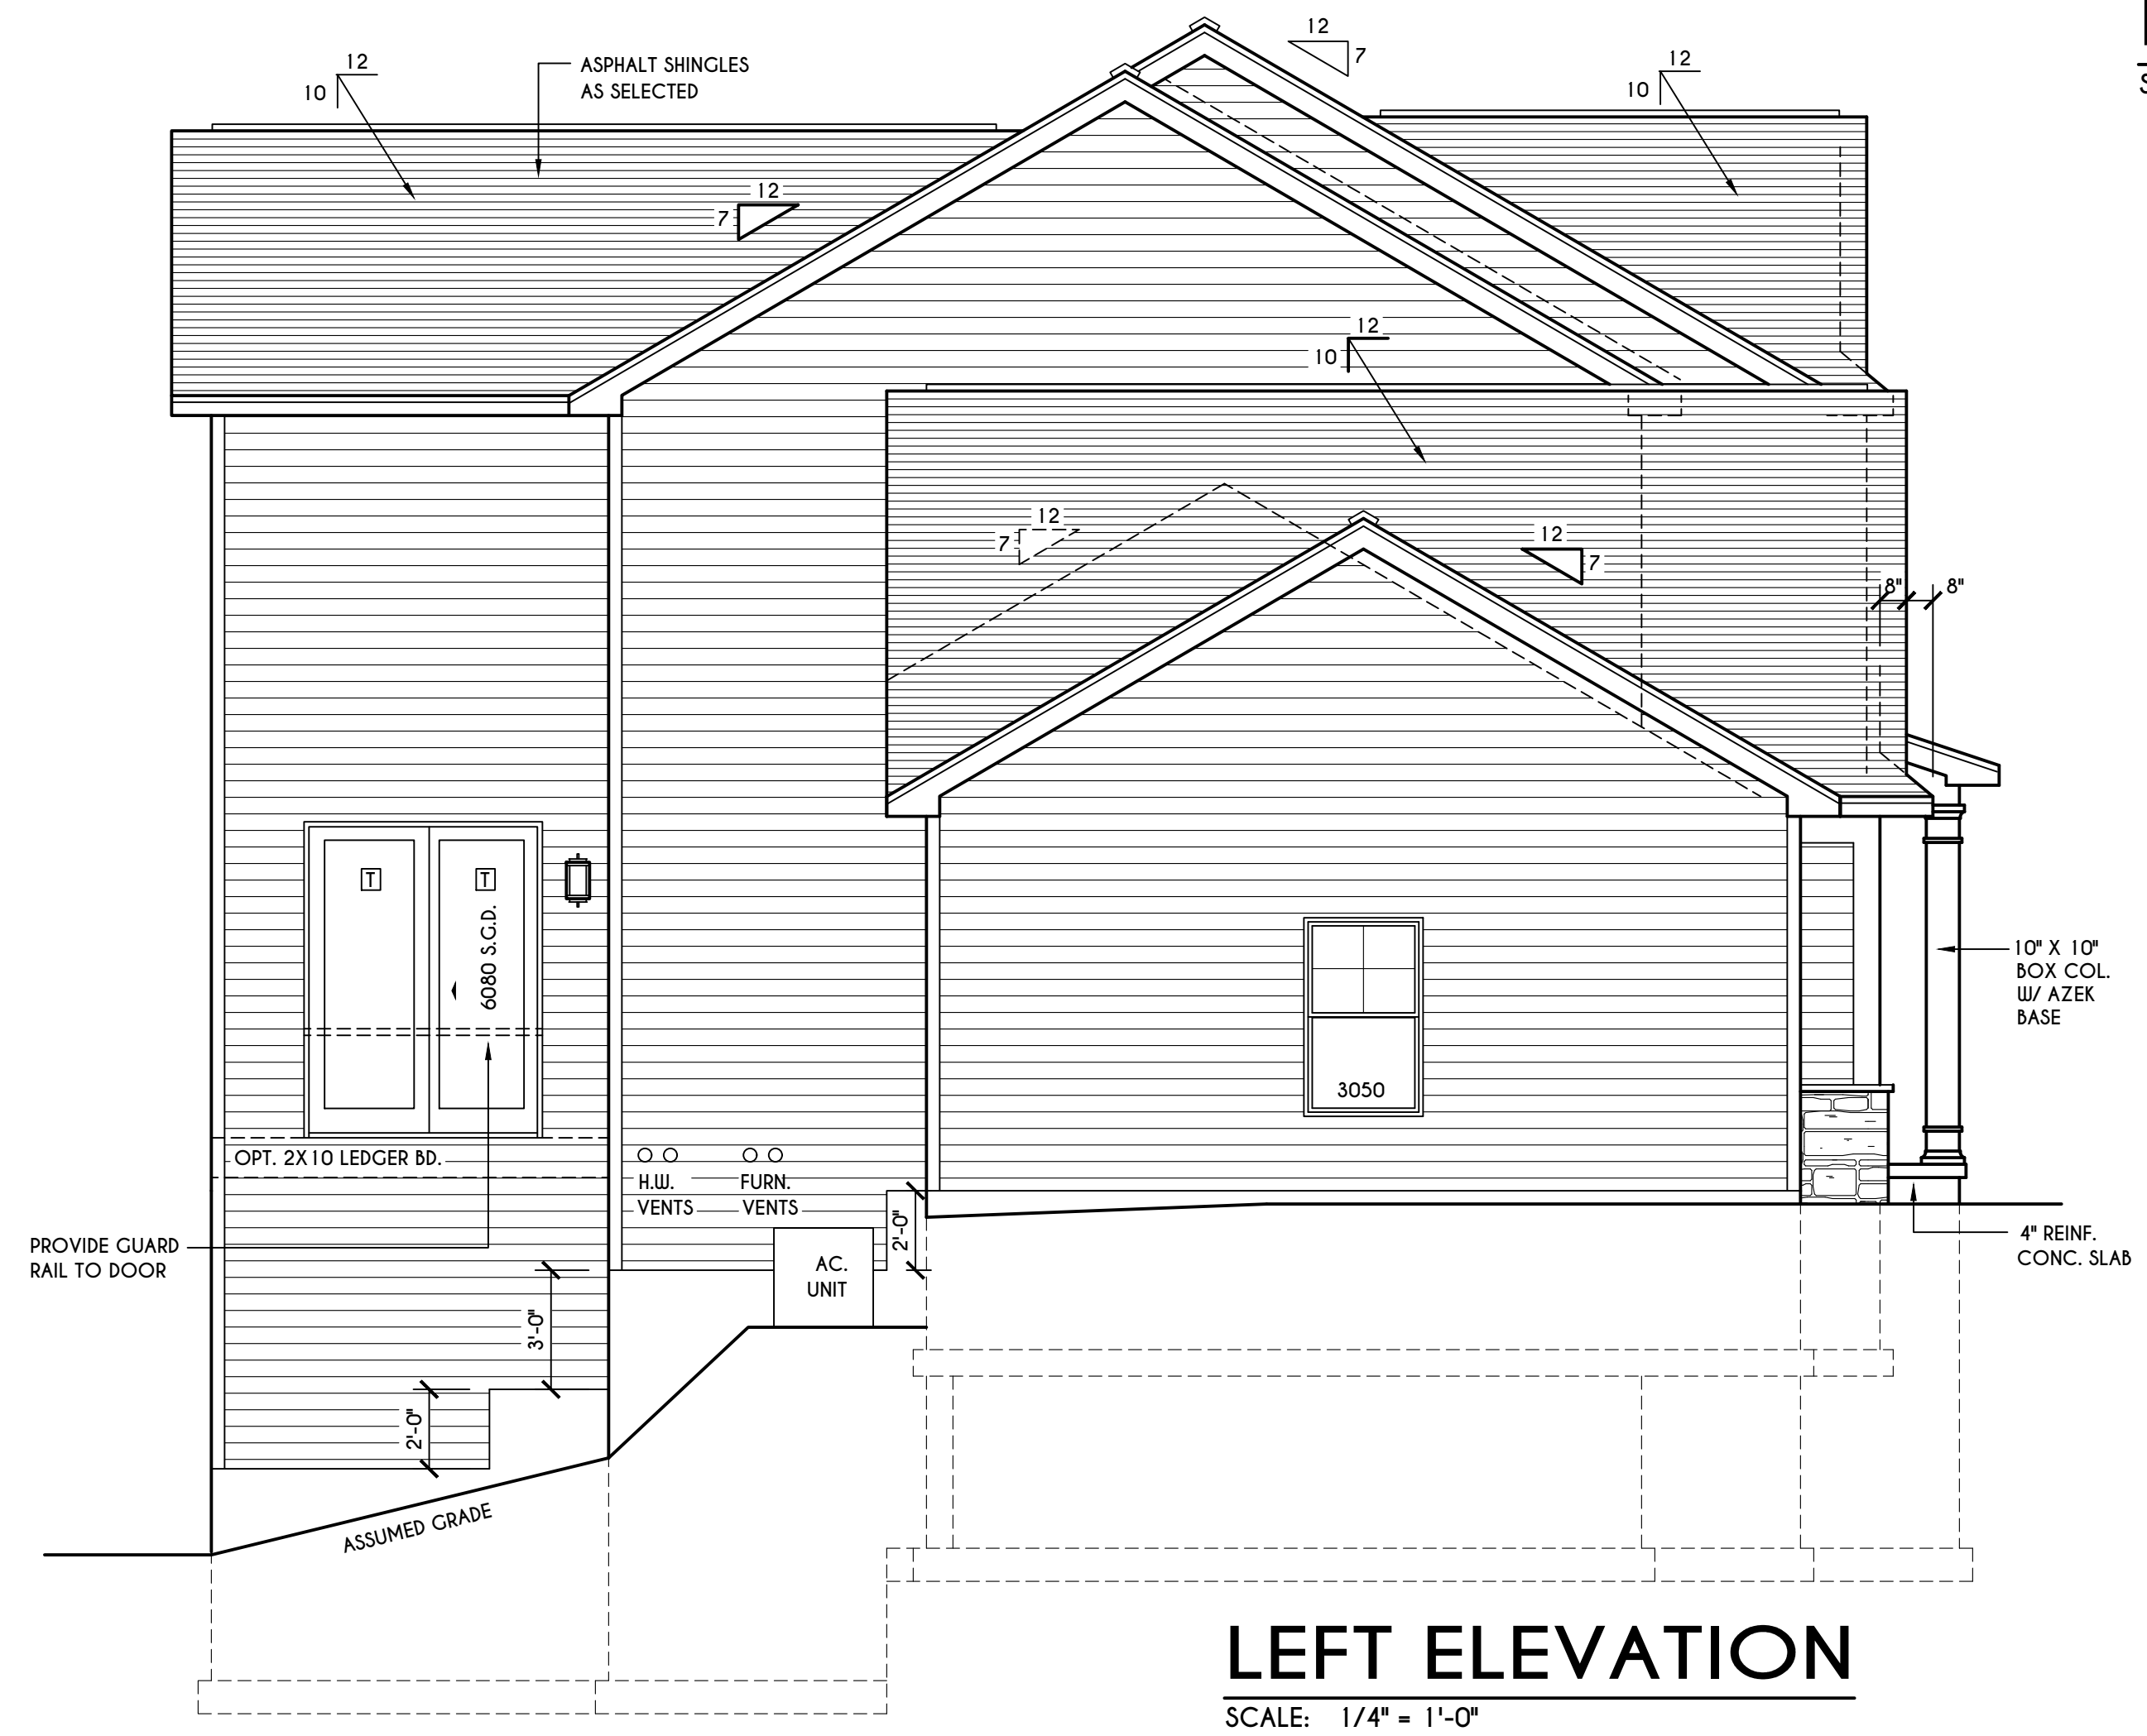 12
7
12
10
ASPHALT SHINGLES
AS SELECTED
12
10
12
7
12
10
12
7
12
7
8" 8"
T T
6080 S.G.D.
10" X 10"
BOX COL.
W/ AZEK
BASE
3050
OPT. 2X10 LEDGER BD.
H.W.
VENTS
FURN.
VENTS
2'-0"
PROVIDE GUARD
RAIL TO DOOR
AC.
UNIT
4" REINF.
CONC. SLAB
3'-0"
2'-0"
ASSUMED GRADE
LEFT ELEVATION
SCALE: 1/4" = 1'-0"